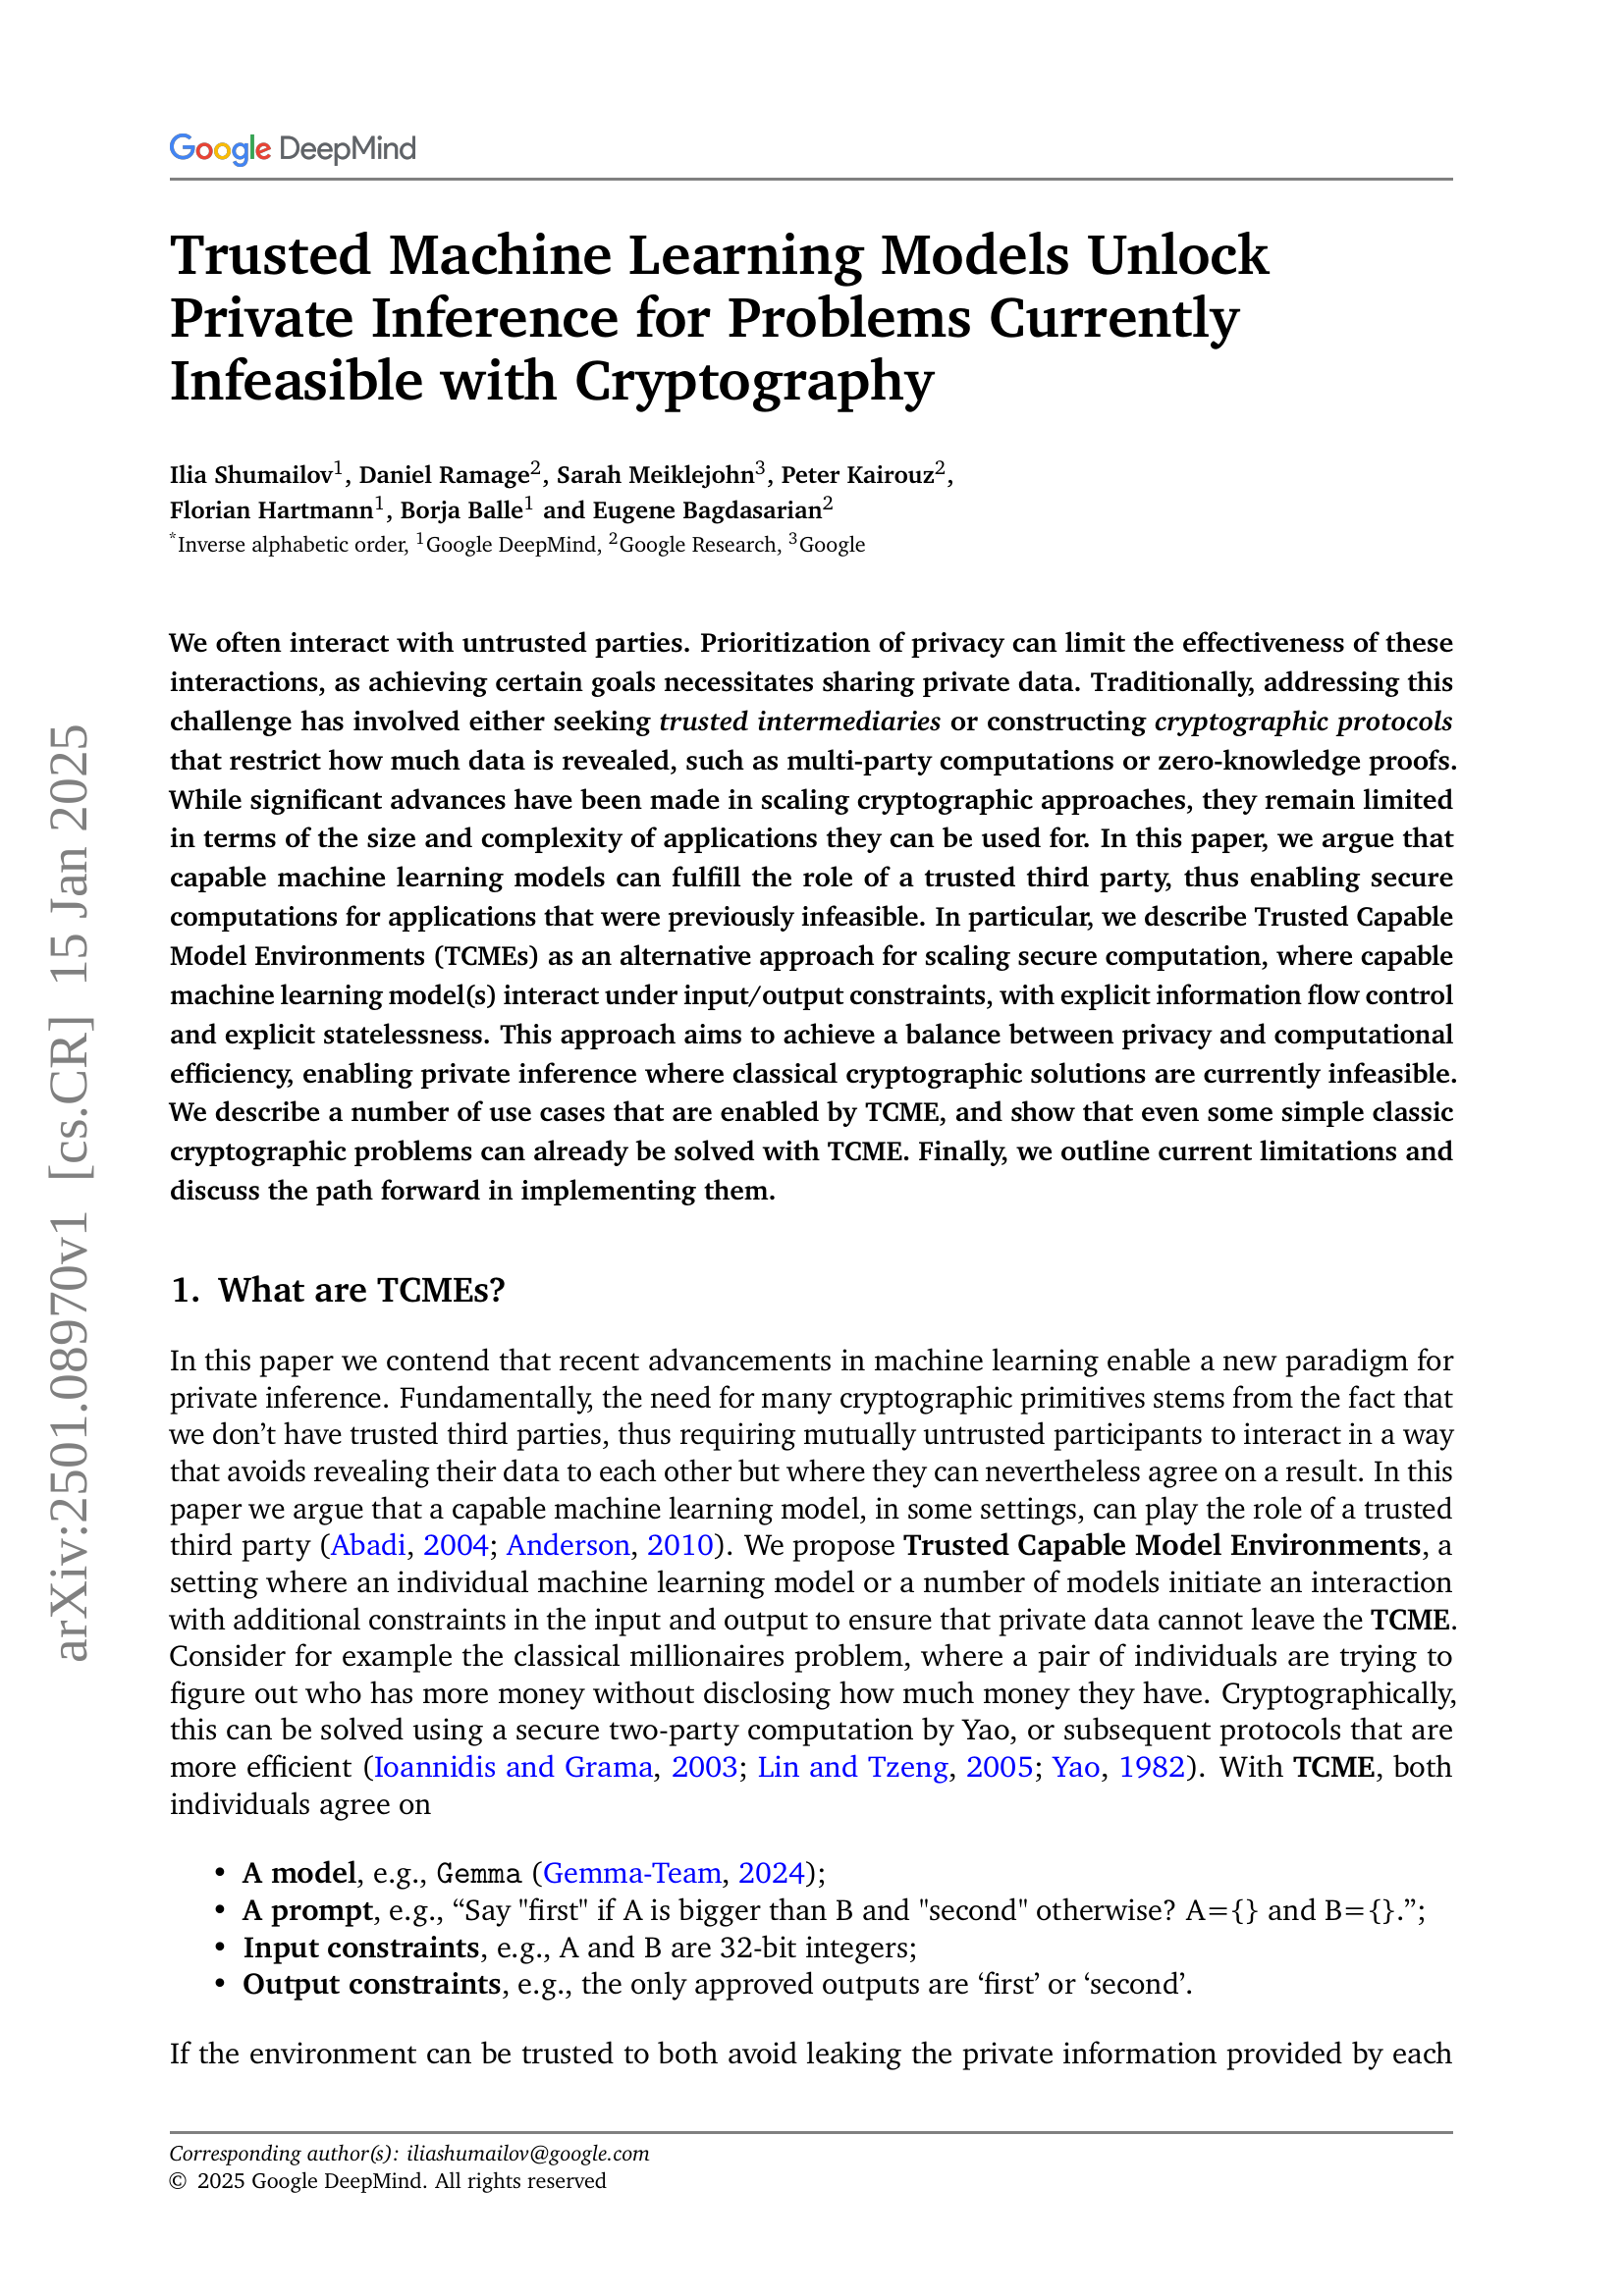 Google DeepMind
Trusted Machine Learning Models Unlock
Private Inference for Problems Currently
Infeasible with Cryptography
Ilia Shumailov1, Daniel Ramage2, Sarah Meiklejohn3, Peter Kairouz2,
Florian Hartmann1, Borja Balle1 and Eugene Bagdasarian2
*Inverse alphabetic order, 1Google DeepMind, 2Google Research, 3Google
We often interact with untrusted parties. Prioritization of privacy can limit the effectiveness of these
interactions, as achieving certain goals necessitates sharing private data. Traditionally, addressing this
challenge has involved either seeking trusted intermediaries or constructing cryptographic protocols
that restrict how much data is revealed, such as multi-party computations or zero-knowledge proofs.
While significant advances have been made in scaling cryptographic approaches, they remain limited
in terms of the size and complexity of applications they can be used for. In this paper, we argue that
capable machine learning models can fulfill the role of a trusted third party, thus enabling secure
computations for applications that were previously infeasible. In particular, we describe Trusted Capable
Model Environments (TCMEs) as an alternative approach for scaling secure computation, where capable
machine learning model(s) interact under input/output constraints, with explicit information flow control
and explicit statelessness. This approach aims to achieve a balance between privacy and computational
efficiency, enabling private inference where classical cryptographic solutions are currently infeasible.
We describe a number of use cases that are enabled by TCME, and show that even some simple classic
cryptographic problems can already be solved with TCME. Finally, we outline current limitations and
discuss the path forward in implementing them.
1. What are TCMEs?
In this paper we contend that recent advancements in machine learning enable a new paradigm for
private inference. Fundamentally, the need for many cryptographic primitives stems from the fact that
we don't have trusted third parties, thus requiring mutually untrusted participants to interact in a way
that avoids revealing their data to each other but where they can nevertheless agree on a result. In this
paper we argue that a capable machine learning model, in some settings, can play the role of a trusted
third party (Abadi, 2004; Anderson, 2010). We propose Trusted Capable Model Environments, a
setting where an individual machine learning model or a number of models initiate an interaction
with additional constraints in the input and output to ensure that private data cannot leave the TCME.
Consider for example the classical millionaires problem, where a pair of individuals are trying to
figure out who has more money without disclosing how much money they have. Cryptographically,
this can be solved using a secure two-party computation by Yao, or subsequent protocols that are
more efficient (Ioannidis and Grama, 2003; Lin and Tzeng, 2005; Yao, 1982). With TCME, both
individuals agree on
• A model, e.g., Gemma (Gemma-Team, 2024);
• A prompt, e.g., “Say "first" if A is bigger than B and "second" otherwise? A={} and B={}.”;
• Input constraints, e.g., A and B are 32-bit integers;
• Output constraints, e.g., the only approved outputs are ‘first’ or ‘second’.
If the environment can be trusted to both avoid leaking the private information provided by each
Corresponding author(s): iliashumailov@google.com
© 2025 Google DeepMind. All rights reserved
arXiv:2501.08970v1 [cs.CR] 15 Jan 2025